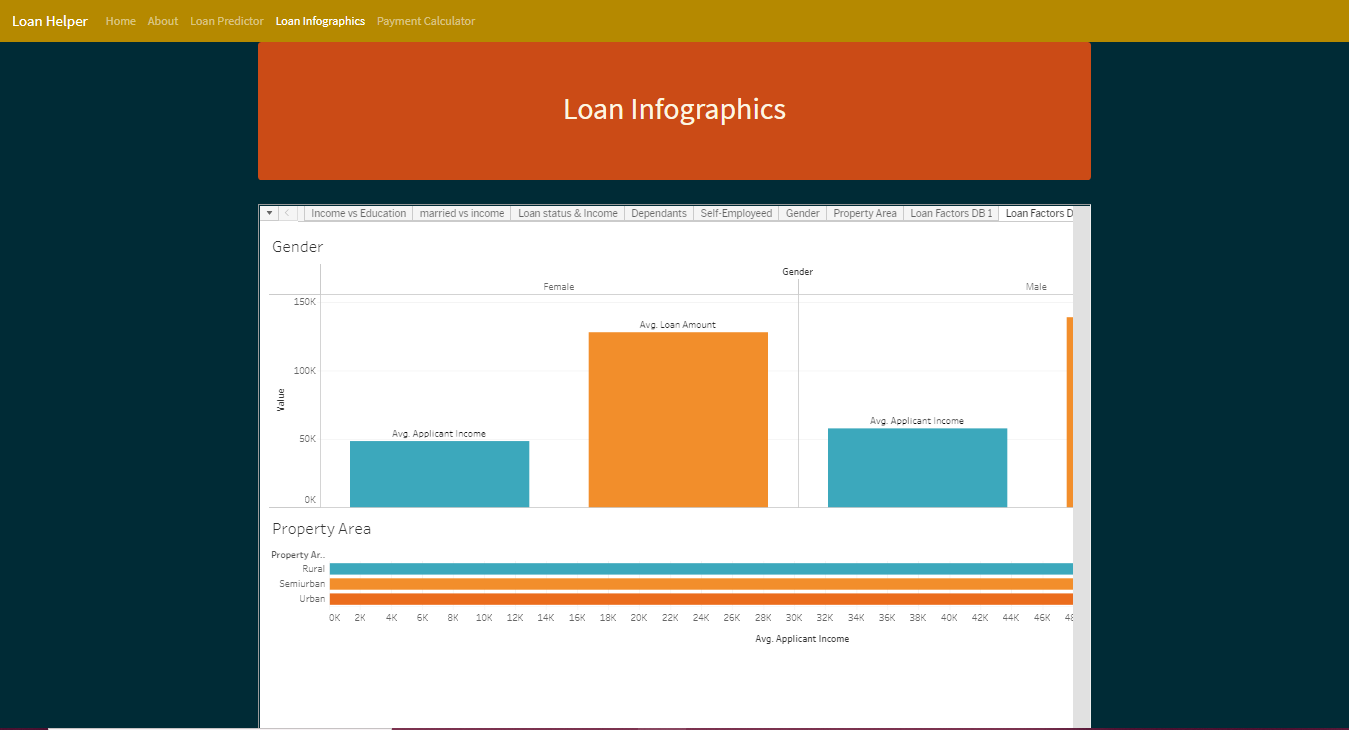 Loan Helper Home About Loan Predictor Loan Infographics Payment Calculator
Loan Infographics
Income vs Education married vs income Loan status & Income Dependants Self-Employeed Gender Property Area Loan Factors DB 1 Loan Factors D
Gender
Gender
Female Male
150K
Avg. Loan Amount
100K
Value
Avg. Applicant Income
50K
Avg. Applicant Income
0K
Property Area
Property Ar..
Rural
Semiurban
Urban
0K 2K 4K 6K 8K 10K 12K 14K 16K 18K 20K 22K 24K 26K 28K 30K 32K 34K 36K 38K 40K 42K 44K 46K 48
Avg. Applicant Income